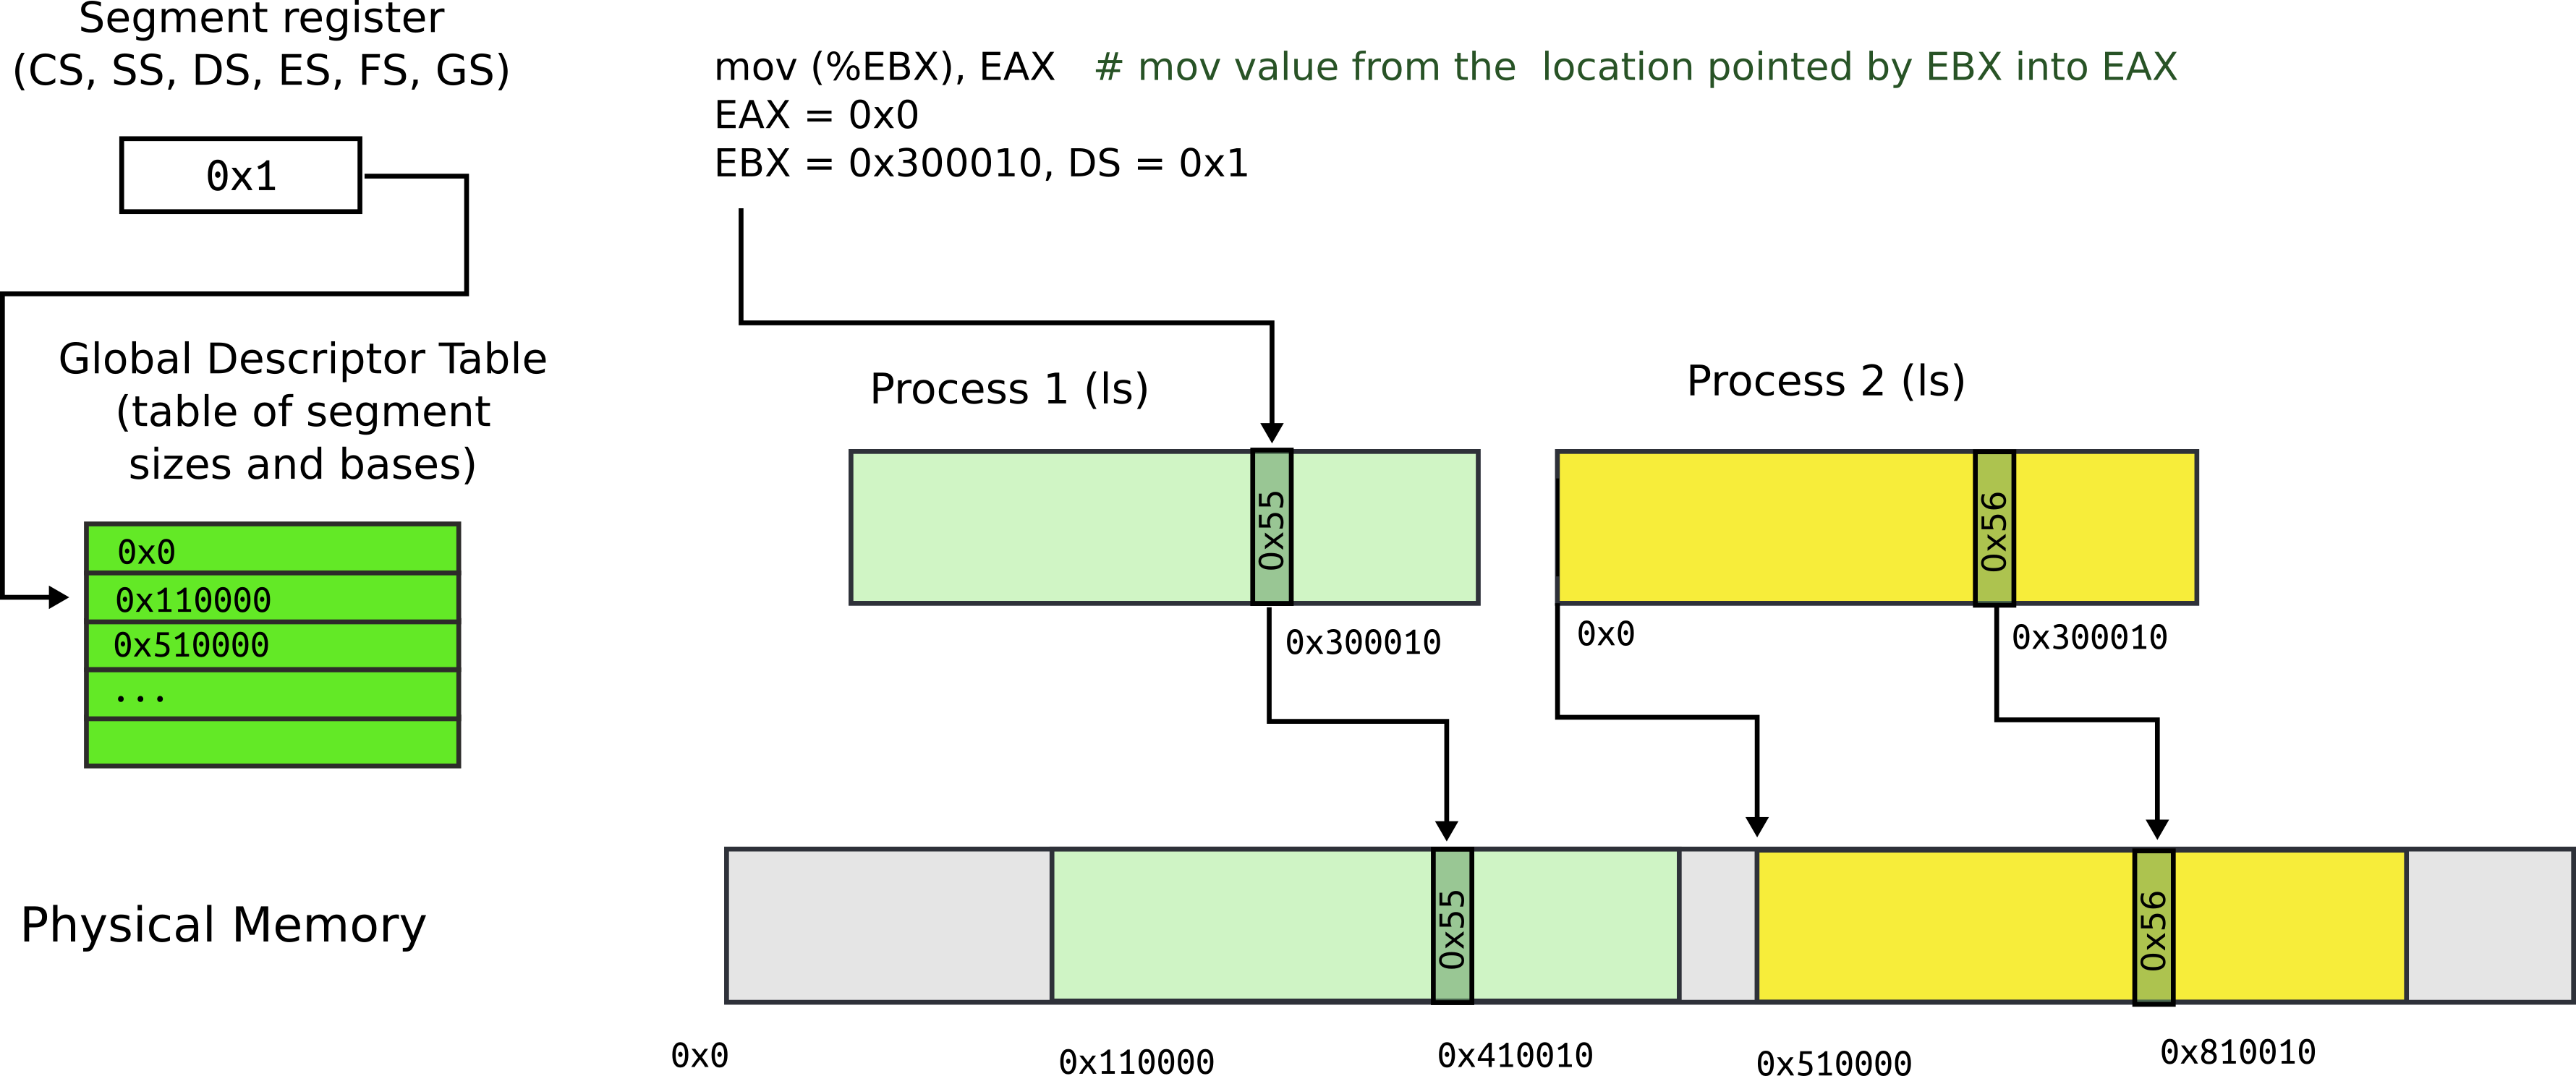 Segment register
(CS, SS, DS, ES, FS, GS)
0x1
mov (%EBX), EAX # mov value from the location pointed by EBX into EAX
EAX = 0x0
EBX = 0x300010, DS = 0x1
Global Descriptor Table
(table of segment
sizes and bases)
0x0
0x110000
0x510000
...
Process 1 (ls)
0x55
0x300010
Process 2 (ls)
0x56
0x0
0x300010
Physical Memory
0x55
0x56
0x0
0x110000
0x410010
0x510000
0x810010